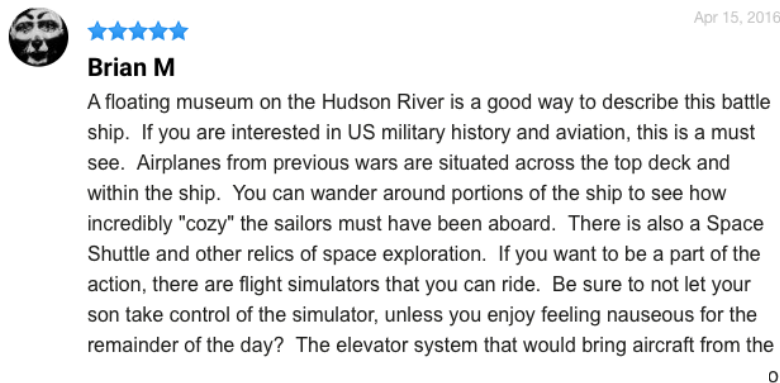 Apr 15, 2016
Brian M
A floating museum on the Hudson River is a good way to describe this battle
ship.  If you are interested in US military history and aviation, this is a must
see.  Airplanes from previous wars are situated across the top deck and
within the ship.  You can wander around portions of the ship to see how
incredibly "cozy" the sailors must have been aboard.  There is also a Space
Shuttle and other relics of space exploration.  If you want to be a part of the
action, there are flight simulators that you can ride.  Be sure to not let your
son take control of the simulator, unless you enjoy feeling nauseous for the
remainder of the day?  The elevator system that would bring aircraft from the
o